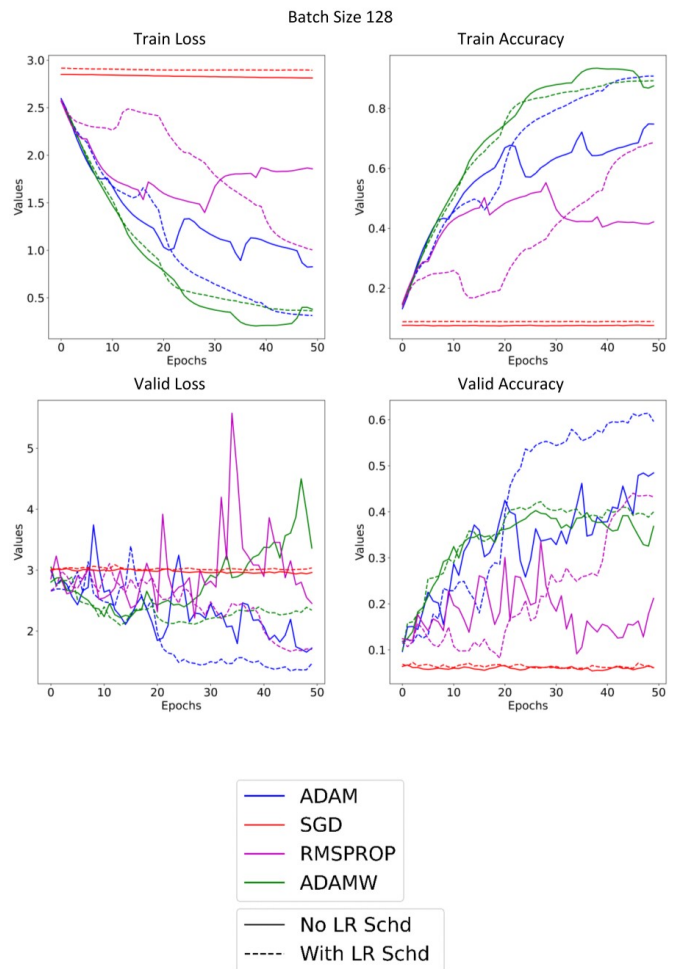 Batch Size 128
Train Loss
Train Accuracy
3.0
2.5
2.0
1.5
1.0
0.5
Values
0 10 20 30 40 50
Epochs
0.8
0.6
0.4
0.2
Values
0 10 20 30 40 50
Epochs
Valid Loss
Valid Accuracy
5
4
3
2
Values
0 10 20 30 40 50
Epochs
0.6
0.5
0.4
0.3
0.2
0.1
Values
0 10 20 30 40 50
Epochs
ADAM
SGD
RMSPROP
ADAMW
No LR Schd
With LR Schd